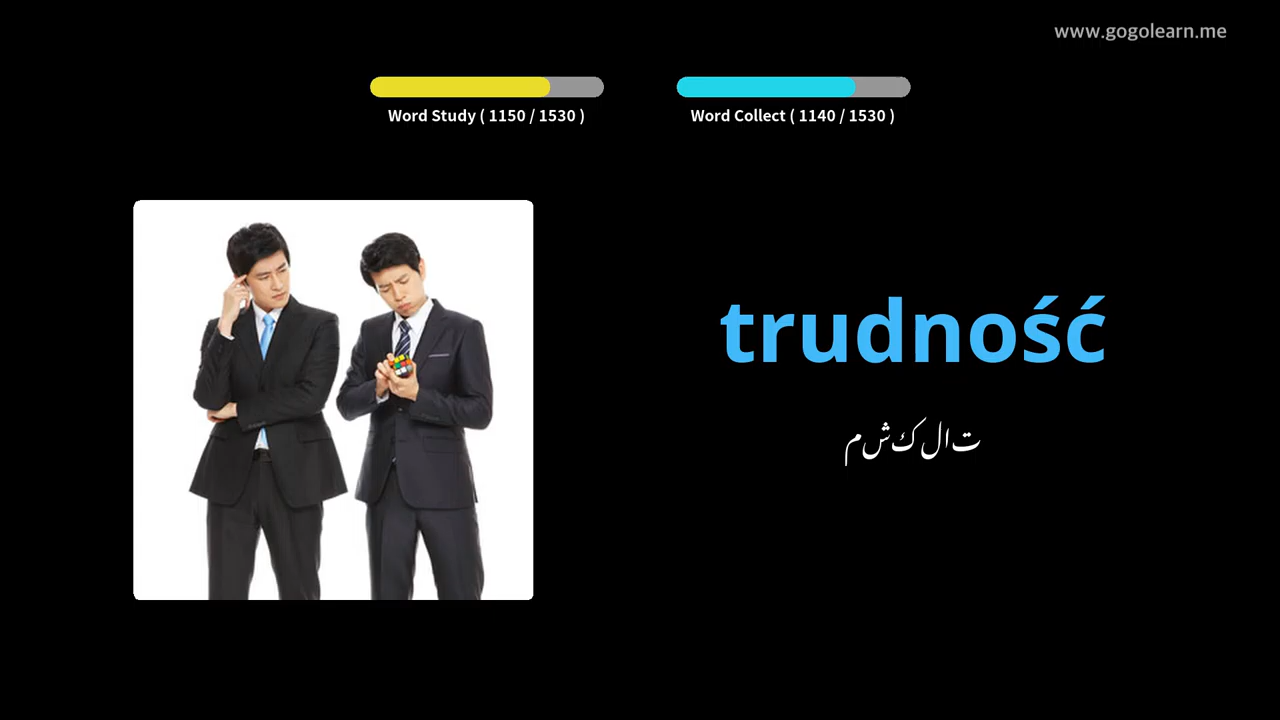 www.gogolearn.me
Word Study ( 1150 / 1530 )
Word Collect ( 1140 / 1530 )
trudność
مشکلات